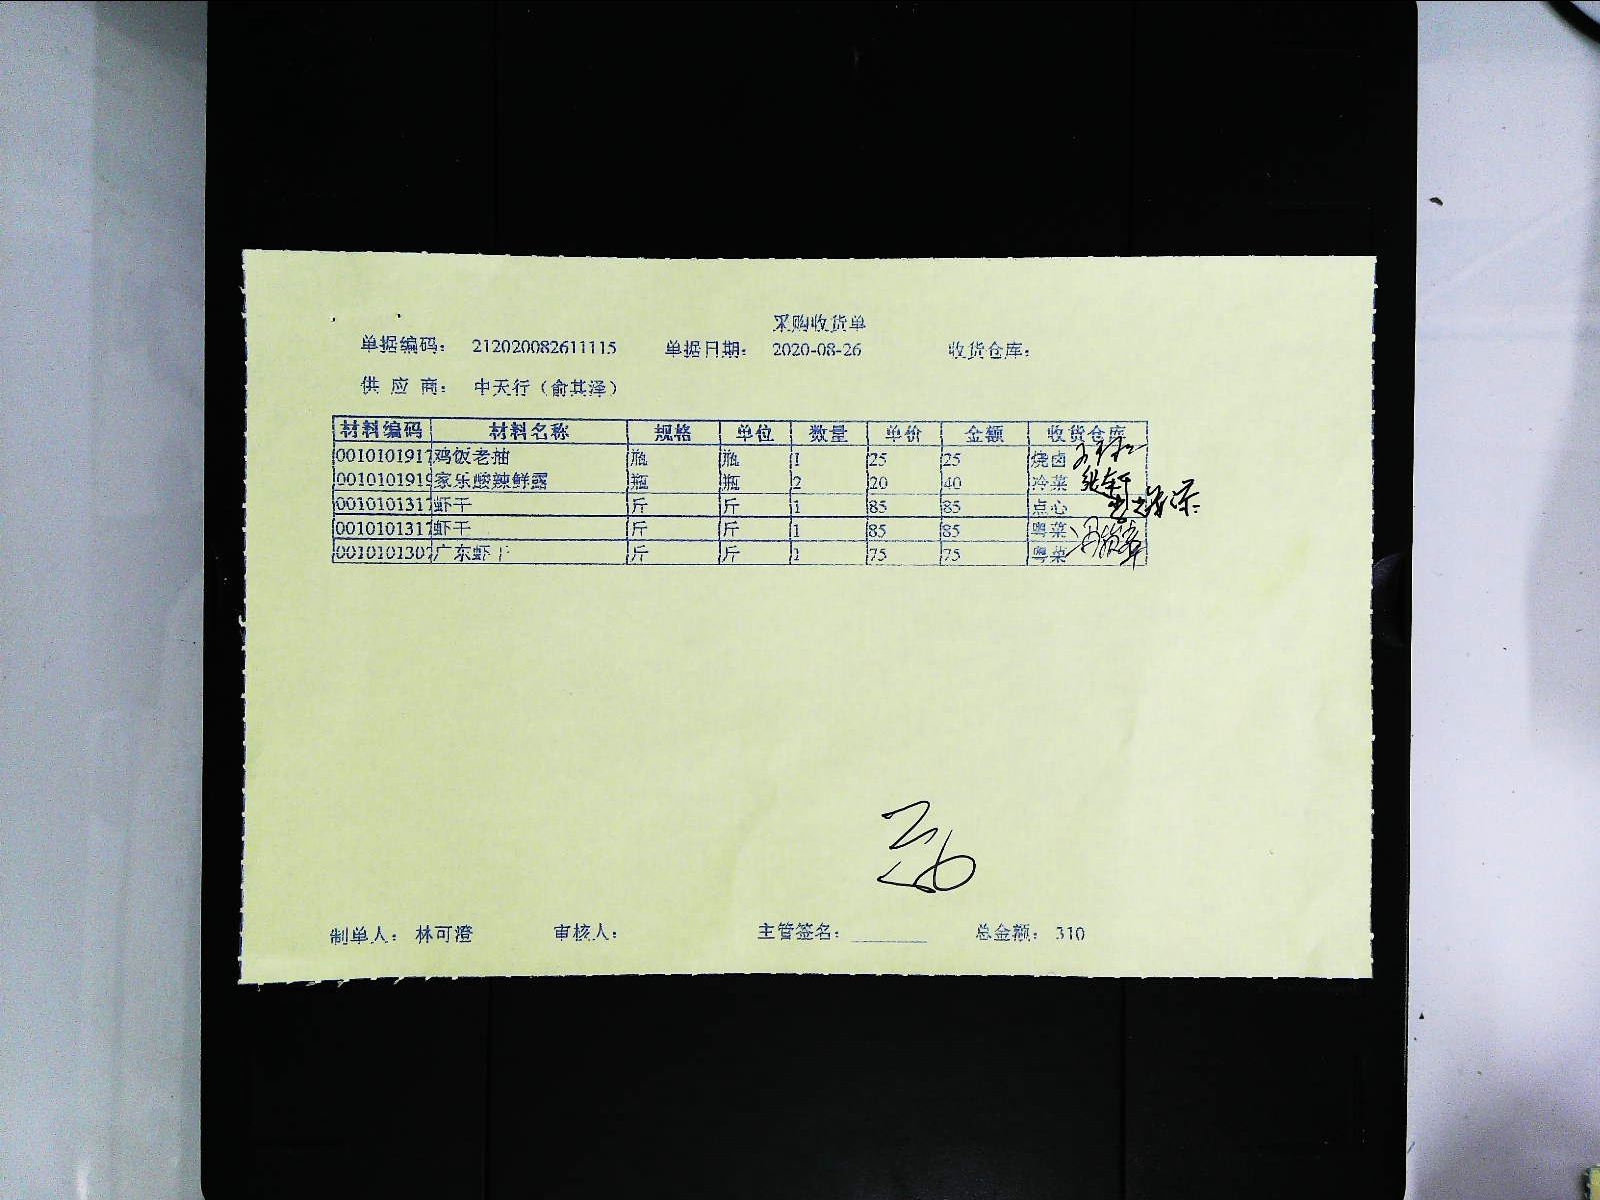 采购收货单
单据编码： 212020082611115 单据日期： 2020-08-26 收货仓库：
供 应 商： 中天行（俞其泽）
材料编码 材料名称 规格 单位 数量 单价 金额 收货仓库
0010101917 鸡饭老抽 瓶 瓶 1 25 25 烧卤
0010101919 家乐酸辣鲜露 瓶 瓶 2 20 40 冷菜
0010101317 虾干 斤 斤 1 85 85 点心
0010101317 虾干 斤 斤 1 85 85 粤菜
0010101307 广东虾干 斤 斤 1 75 75 粤菜
制单人： 林可澄 审核人： 主管签名： 总金额： 310